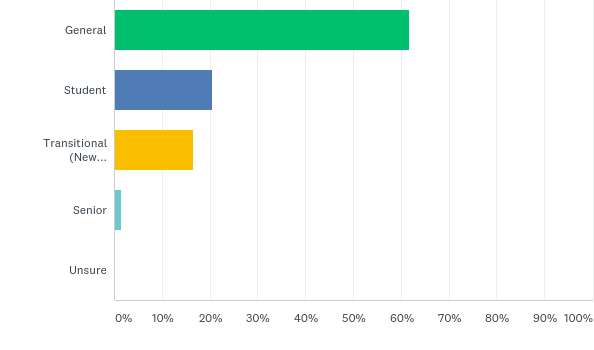 General
Student
Transitional
(New...
Senior
Unsure
0% 10% 20% 30% 40% 50% 60% 70% 80% 90% 100%